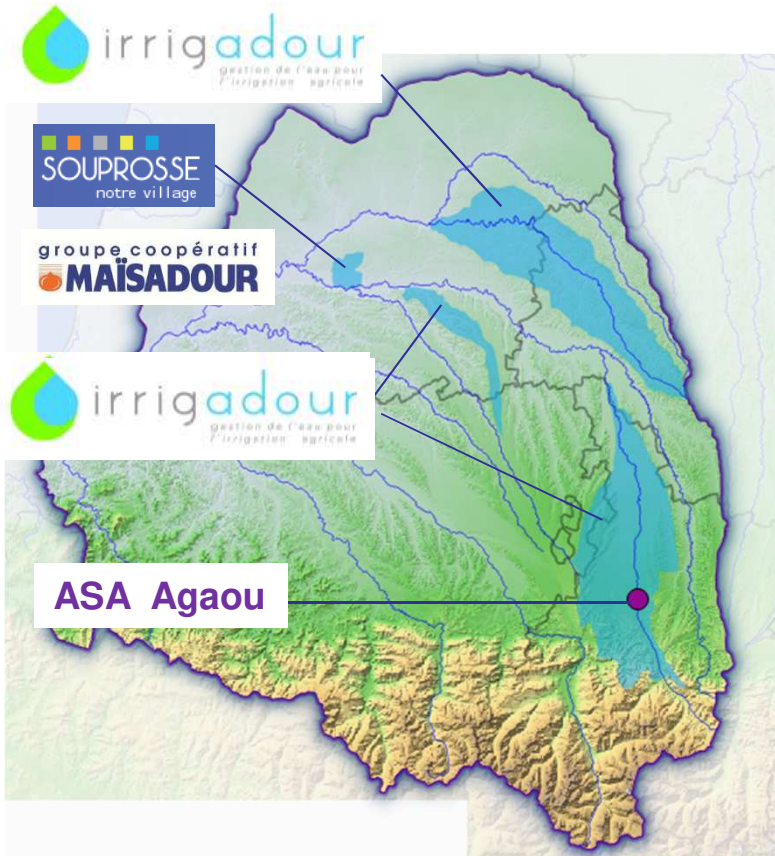 irrigadour
gestion de l'eau pour
l'irrigation agricole
SOUPROSSE
notre village
groupe coopératif
MAÏSADOUR
irrigadour
gestion de l'eau pour
l'irrigation agricole
ASA Agaou